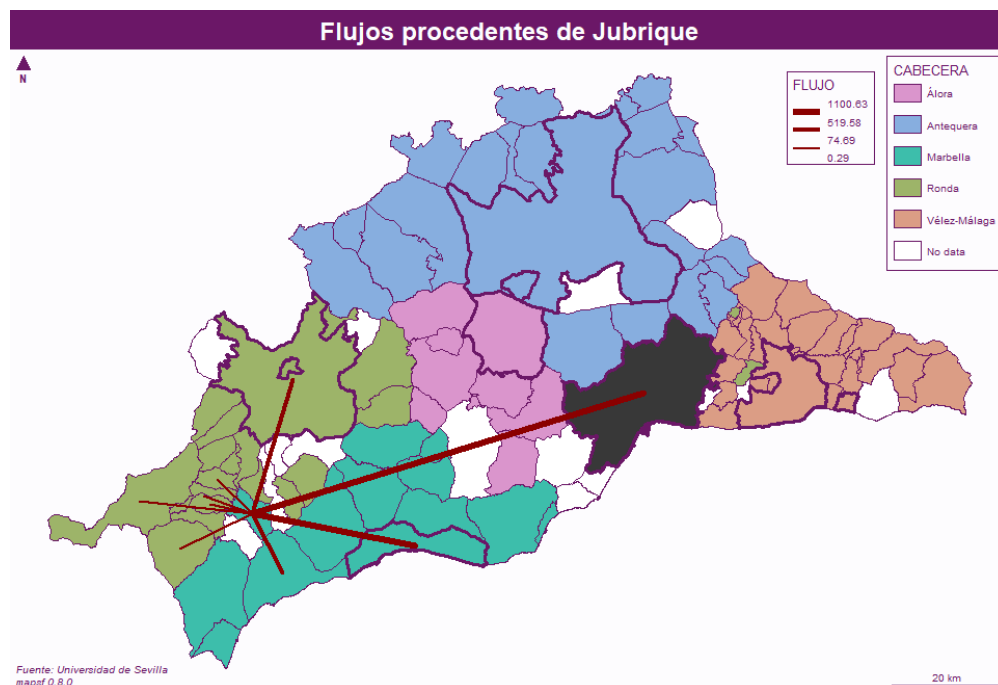 Flujos procedentes de Jubrique
N
FLUJO
1100.63
519.58
74.69
0.29
CABECERA
Álora
Antequera
Marbella
Ronda
Vélez-Málaga
No data
Fuente: Universidad de Sevilla
mapsf 0.8.0
20 km